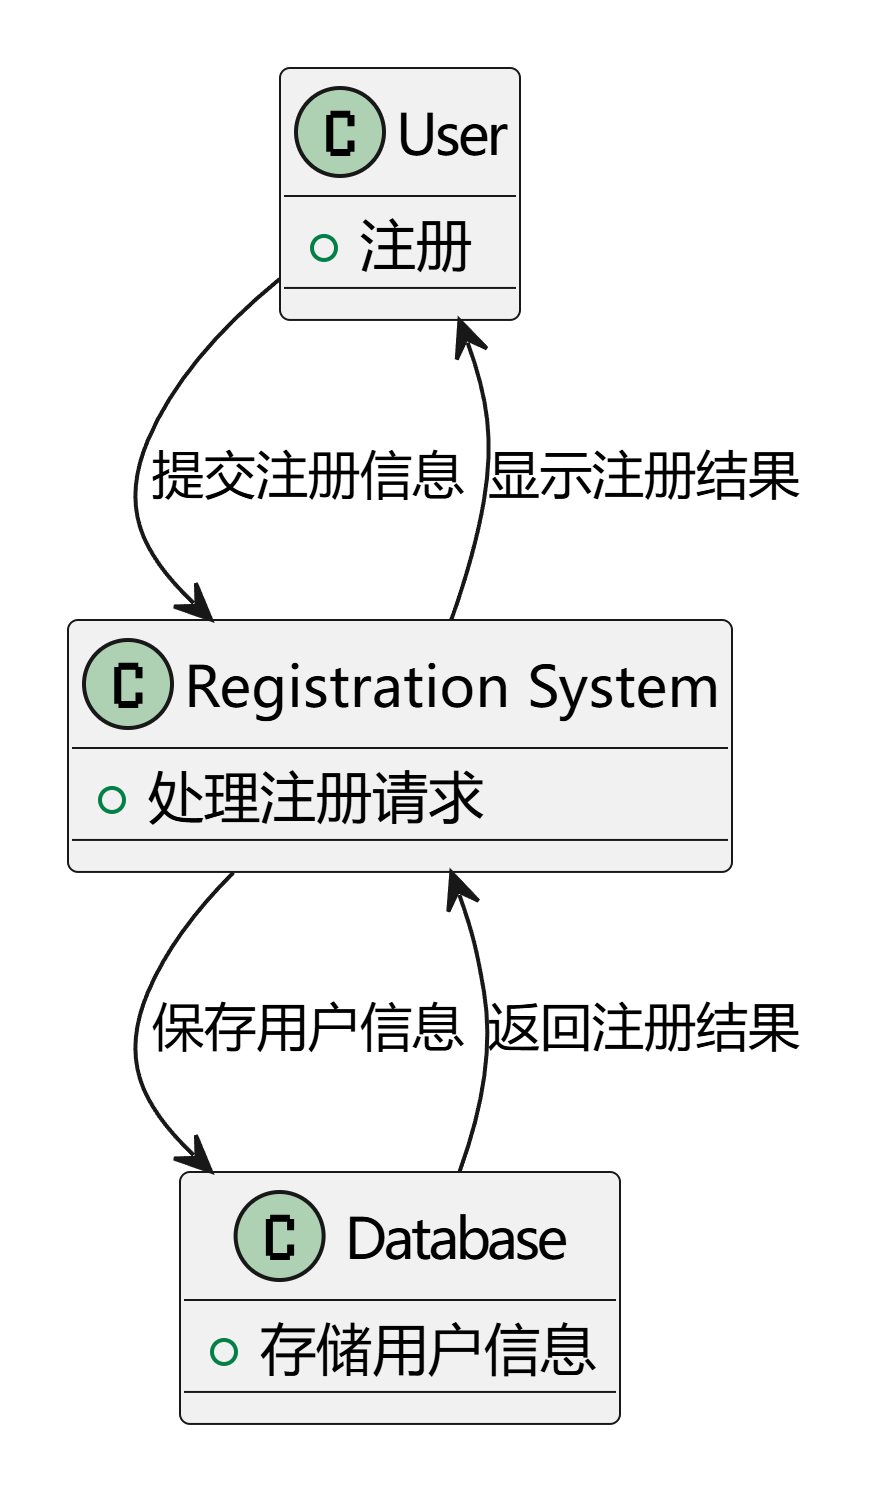 C User
注册
提交注册信息 显示注册结果
C Registration System
处理注册请求
保存用户信息 返回注册结果
C Database
存储用户信息